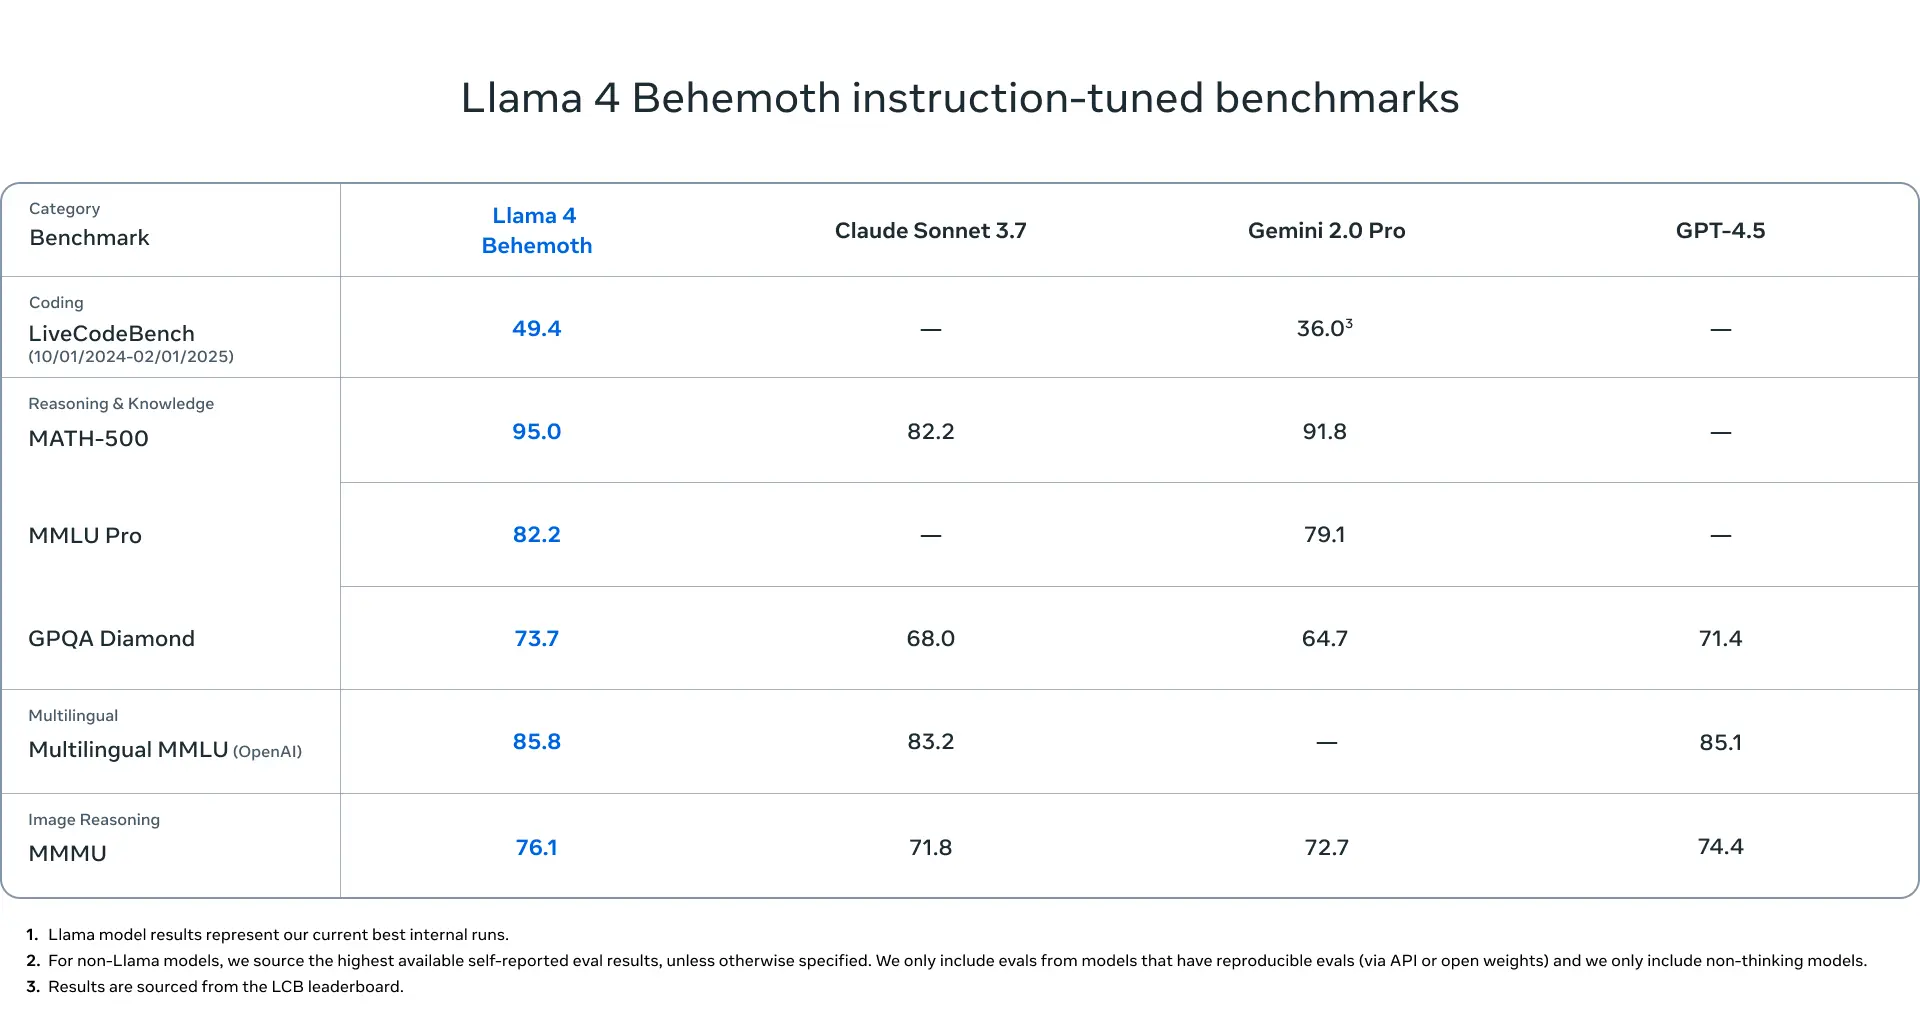 Llama 4 Behemoth instruction-tuned benchmarks
Category
Benchmark
Llama 4
Behemoth
Claude Sonnet 3.7
Gemini 2.0 Pro
GPT-4.5
Coding
LiveCodeBench
(10/01/2024-02/01/2025)
49.4
—
36.0³
—
Reasoning & Knowledge
MATH-500
95.0
82.2
91.8
—
MMLU Pro
82.2
—
79.1
—
GPQA Diamond
73.7
68.0
64.7
71.4
Multilingual
Multilingual MMLU (OpenAI)
85.8
83.2
—
85.1
Image Reasoning
MMMU
76.1
71.8
72.7
74.4
1. Llama model results represent our current best internal runs.
2. For non-Llama models, we source the highest available self-reported eval results, unless otherwise specified. We only include evals from models that have reproducible evals (via API or open weights) and we only include non-thinking models.
3. Results are sourced from the LCB leaderboard.